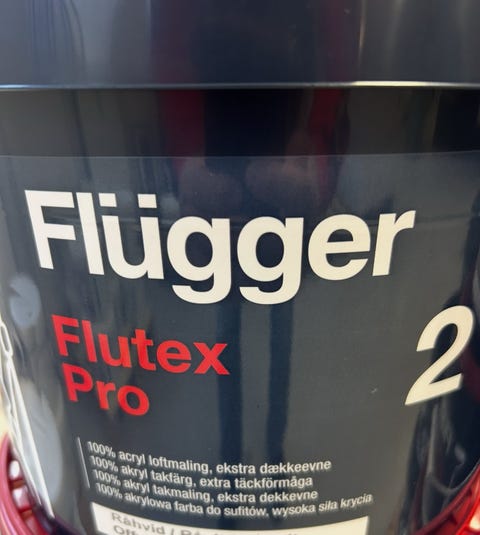 Flügger
Flutex
Pro
2
100% acryl loftmaling, ekstra dækkeevne
100% akryl takfärg, extra täckförmåga
100% akryl takmaling, ekstra dekkevne
100% akrylowa farba do sufitów, wysoka siła krycia
Råhvid /